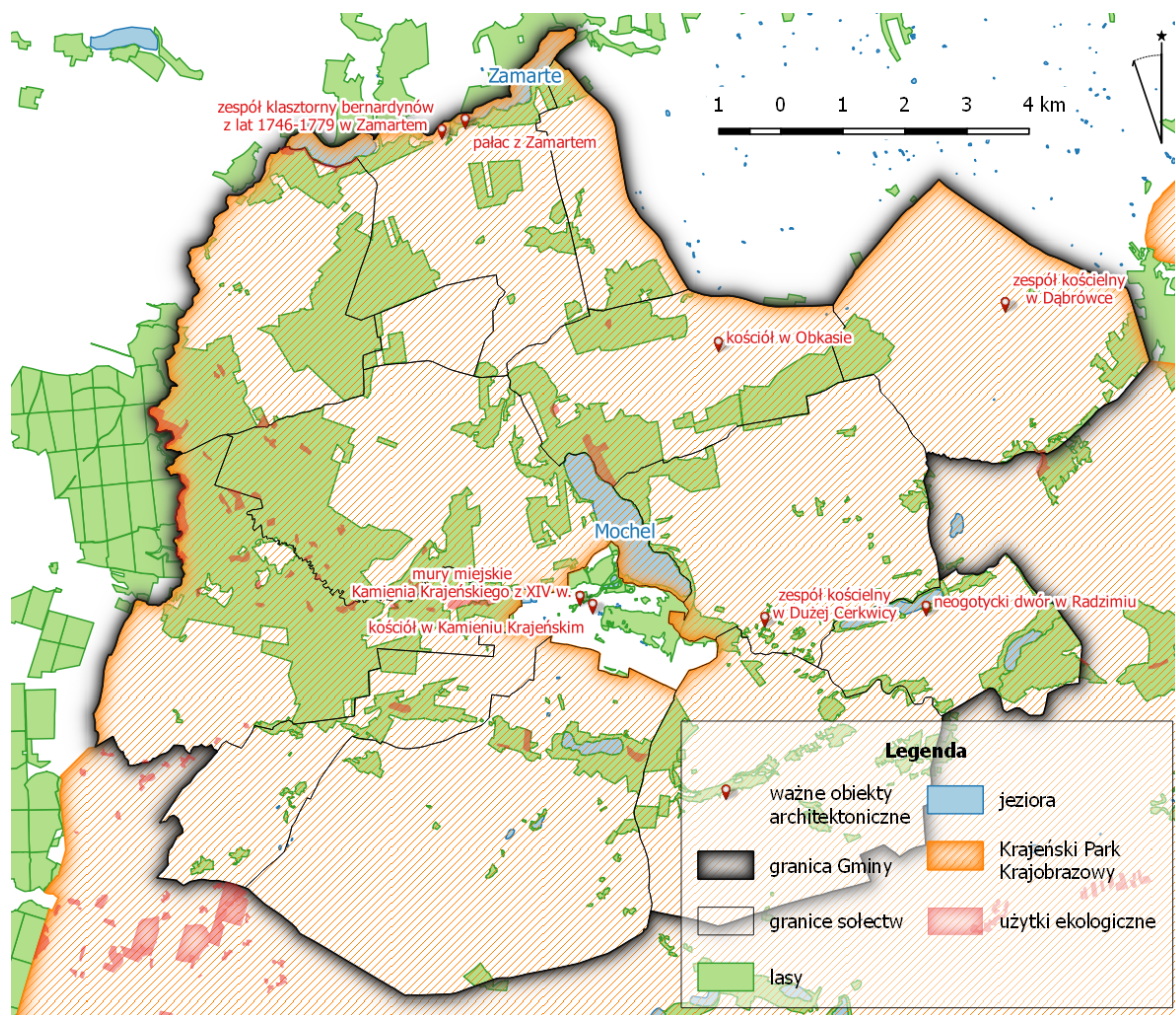 Zamarte
zespół klasztorny bernardynów
z lat 1746-1779 w Zamartem
pałac z Zamartem
1 0 1 2 3 4 km
zespół kościelny
w Dąbrówce
kościół w Obkasie
Mochel
mury miejskie
Kamienia Krajeńskiego z XIV w.
kościół w Kamieniu Krajeńskim
zespół kościelny
w Dużej Cerkwicy
neogotycki dwór w Radzimiu
Legenda
ważne obiekty
architektoniczne
granica Gminy
granice sołectw
lasy
jeziora
Krajeński Park
Krajobrazowy
użytki ekologiczne